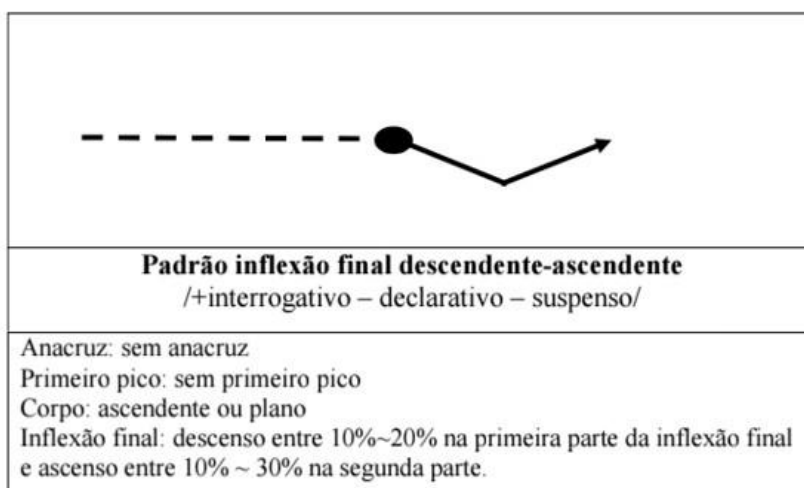 Padrão inflexão final descendente-ascendente
/+interrogativo – declarativo – suspenso/
Anacruz: sem anacruz
Primeiro pico: sem primeiro pico
Corpo: ascendente ou plano
Inflexão final: descenso entre 10%~20% na primeira parte da inflexão final
e ascenso entre 10% ~ 30% na segunda parte.